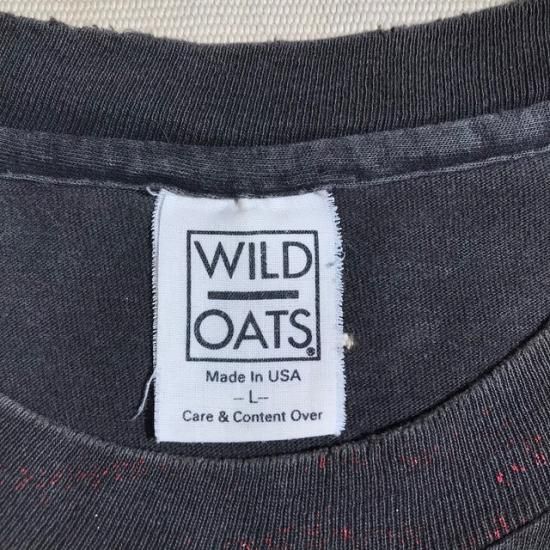 WILD
OATS®
Made In USA
-- L--
Care & Content Over